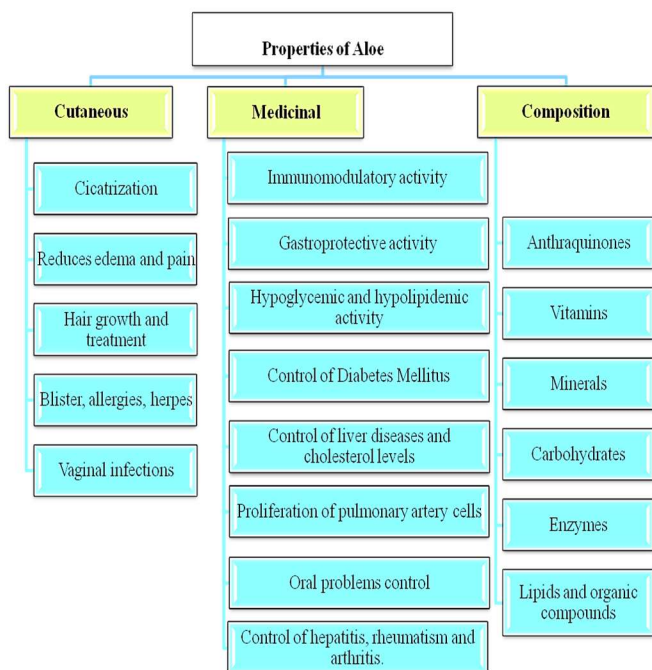 Properties of Aloe
Cutaneous
Cicatrization
Reduces edema and pain
Hair growth and
treatment
Blister, allergies, herpes
Vaginal infections
Medicinal
Immunomodulatory activity
Gastroprotective activity
Hypoglycemic and hypolipidemic
activity
Control of Diabetes Mellitus
Control of liver diseases and
cholesterol levels
Proliferation of pulmonary artery cells
Oral problems control
Control of hepatitis, rheumatism and
arthritis.
Composition
Anthraquinones
Vitamins
Minerals
Carbohydrates
Enzymes
Lipids and organic
compounds